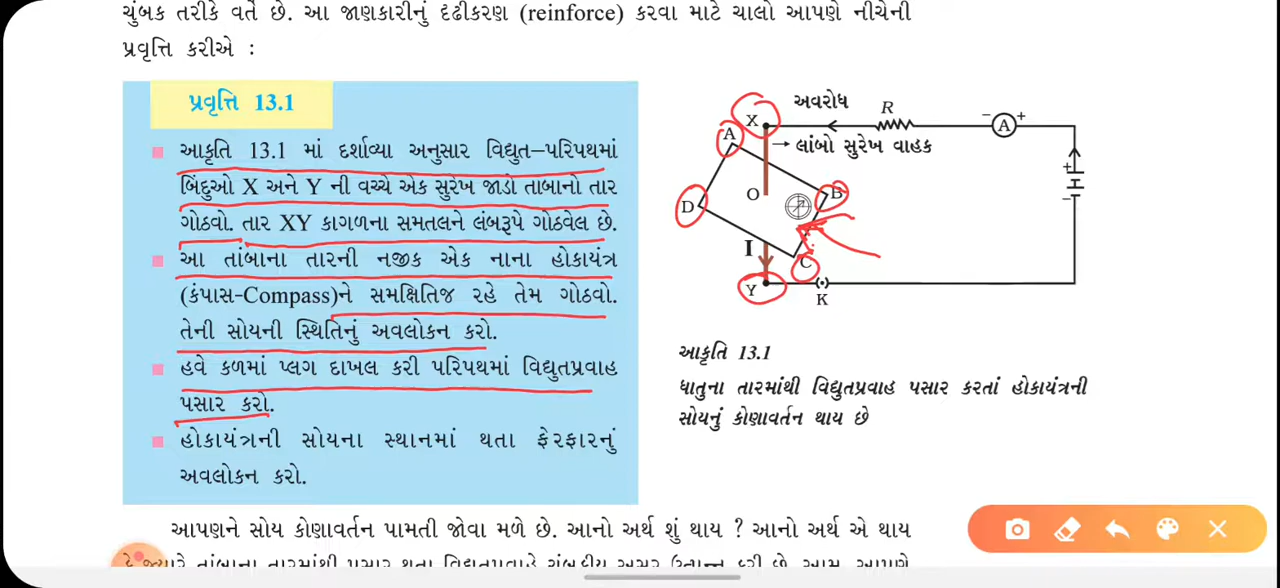 ચુંબક તરીકે વર્તે છે. આ જાણકારીનું દૃઢીકરણ (reinforce) કરવા માટે ચાલો આપણે નીચેની
પ્રવૃત્તિ કરીએ :
પ્રવૃત્તિ 13.1
આકૃતિ 13.1 માં દર્શાવ્યા અનુસાર વિદ્યુત-પરિપથમાં
બિંદુઓ X અને Y ની વચ્ચે એક સુરેખ જાડો તાબાનો તાર
ગોઠવો. તાર XY કાગળના સમતલને લંબરૂપે ગોઠવેલ છે.
આ તાંબાના તારની નજીક એક નાના હોકાયંત્ર
(કંપાસ-Compass)ને સમક્ષિતિજ રહે તેમ ગોઠવો.
તેની સોયની સ્થિતિનું અવલોકન કરો.
હવે કળમાં પ્લગ દાખલ કરી પરિપથમાં વિદ્યુતપ્રવાહ
પસાર કરો.
હોકાયંત્રની સોયના સ્થાનમાં થતા ફેરફારનું
અવલોકન કરો.
અવરોધ R
X − A +
A
→ લાંબો સુરેખ વાહક
+
−
D O B
I
C
Y
K
આકૃતિ 13.1
ધાતુના તારમાંથી વિદ્યુતપ્રવાહ પસાર કરતાં હોકાયંત્રની
સોયનું કોણાવર્તન થાય છે
આપણને સોય કોણાવર્તન પામતી જોવા મળે છે. આનો અર્થ શું થાય ? આનો અર્થ એ થાય